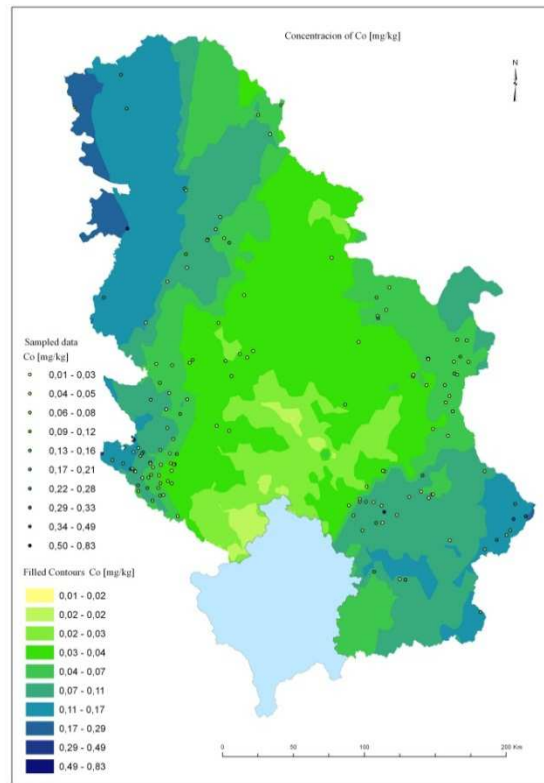 Concentracion of Co [mg/kg]
N
Sampled data
Co [mg/kg]
0,01 - 0,03
0,04 - 0,05
0,06 - 0,08
0,09 - 0,12
0,13 - 0,16
0,17 - 0,21
0,22 - 0,28
0,29 - 0,33
0,34 - 0,49
0,50 - 0,83
Filled Contours Co [mg/kg]
0,01 - 0,02
0,02 - 0,02
0,02 - 0,03
0,03 - 0,04
0,04 - 0,07
0,07 - 0,11
0,11 - 0,17
0,17 - 0,29
0,29 - 0,49
0,49 - 0,83
0 50 100 200 Km